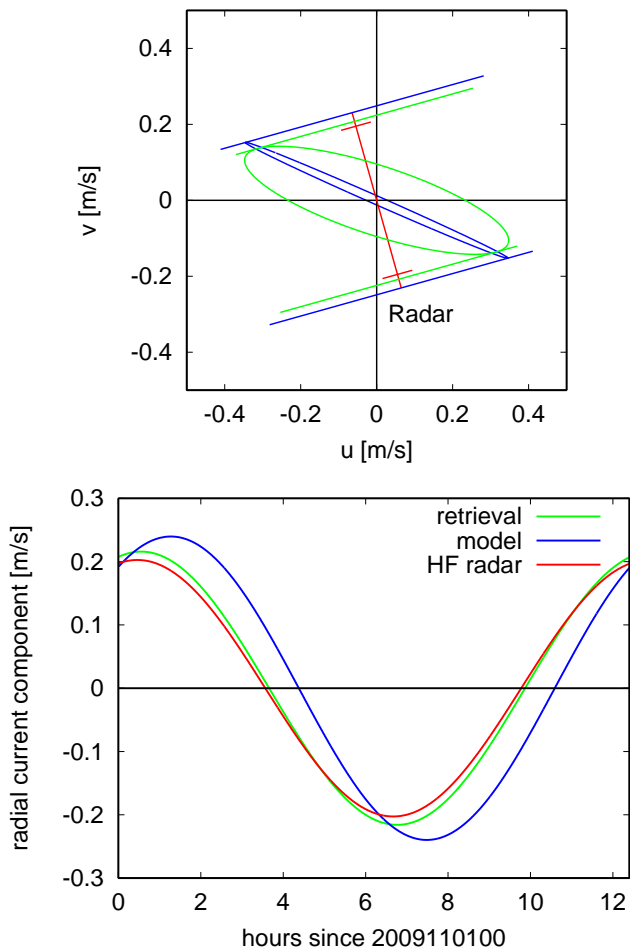 0.4
0.2
0
-0.2
-0.4
v [m/s]
Radar
-0.4 -0.2 0 0.2 0.4
u [m/s]
0.3
0.2
0.1
0
-0.1
-0.2
-0.3
radial current component [m/s]
retrieval
model
HF radar
0 2 4 6 8 10 12
hours since 2009110100